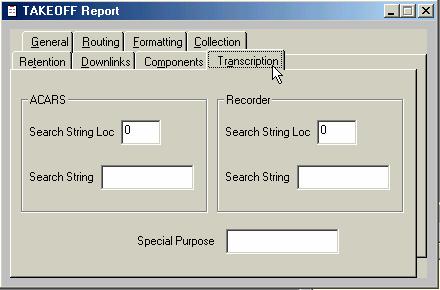 TAKEOFF Report
General Routing Formatting Collection
Retention Downlinks Components Transcription
ACARS Recorder
Search String Loc 0 Search String Loc 0
Search String Search String
Special Purpose